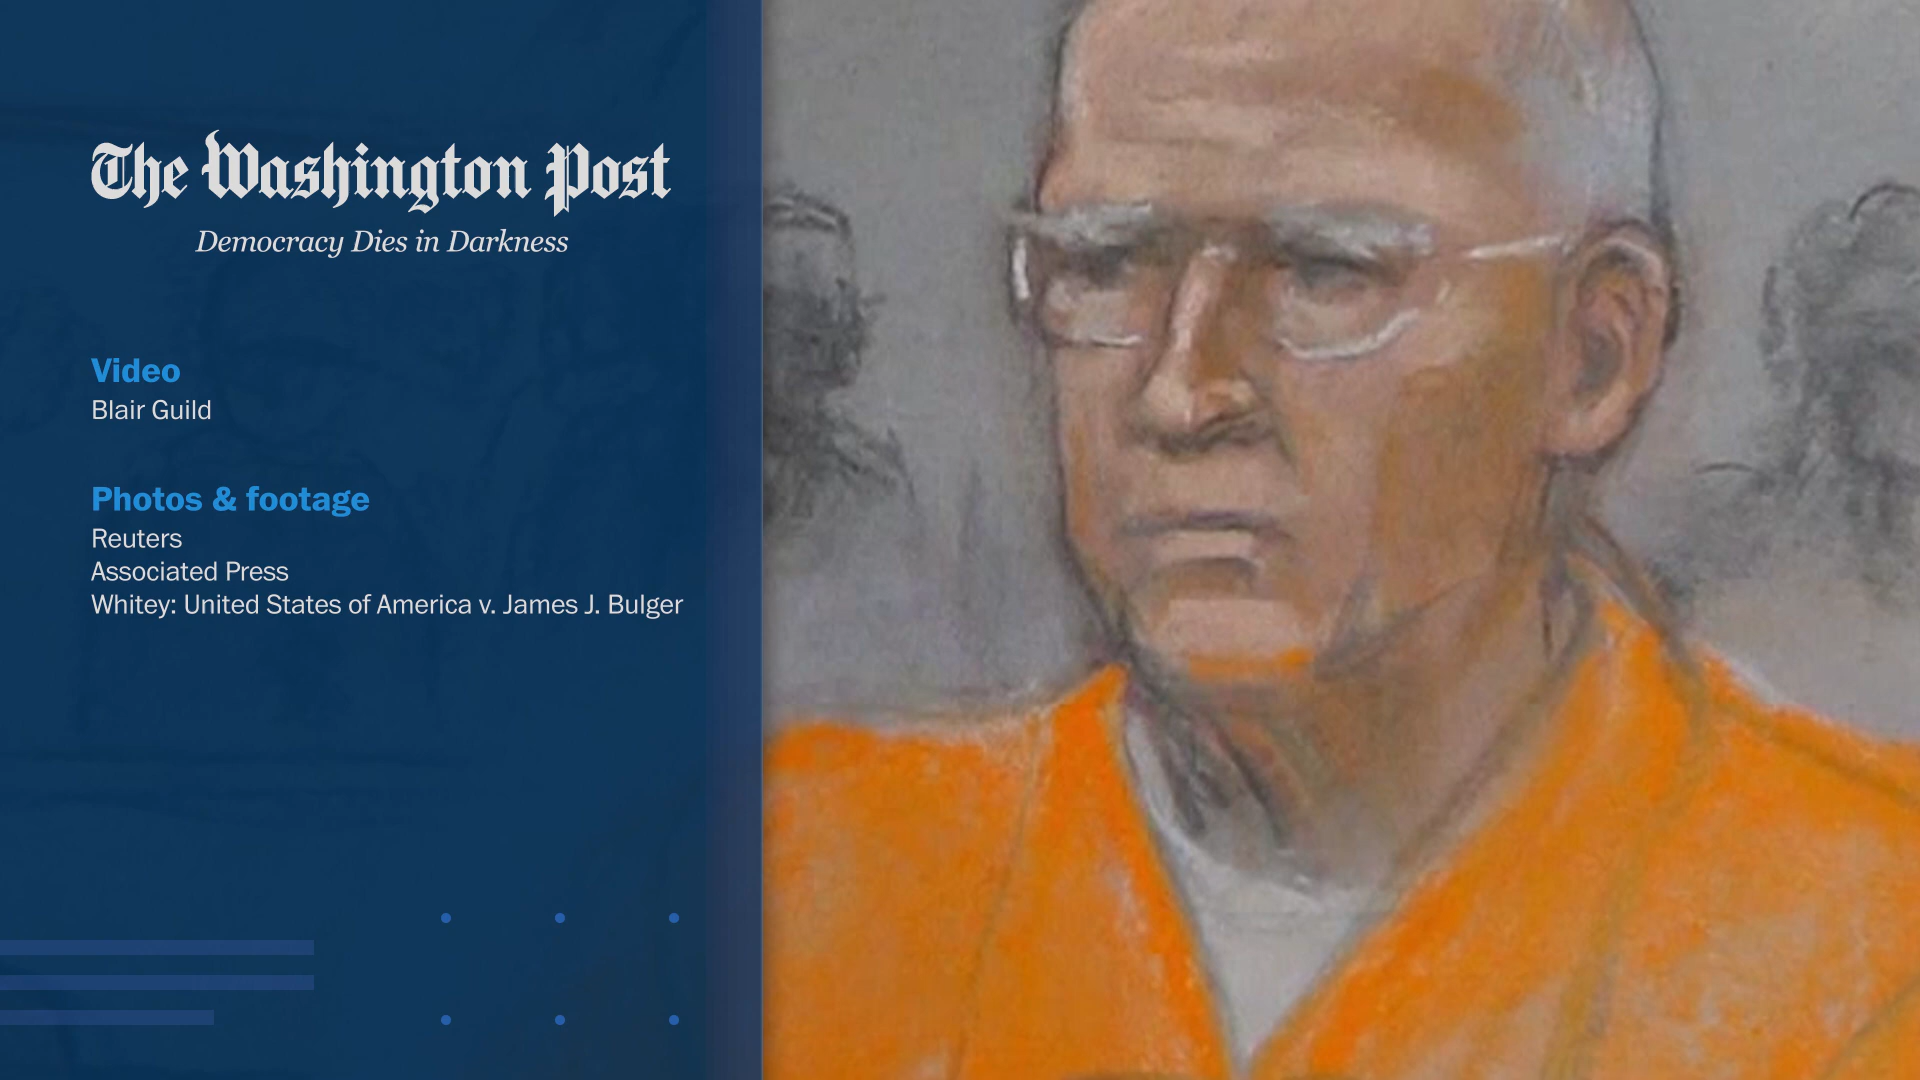 The Washington Post
Democracy Dies in Darkness
Video
Blair Guild
Photos & footage
Reuters
Associated Press
Whitey: United States of America v. James J. Bulger